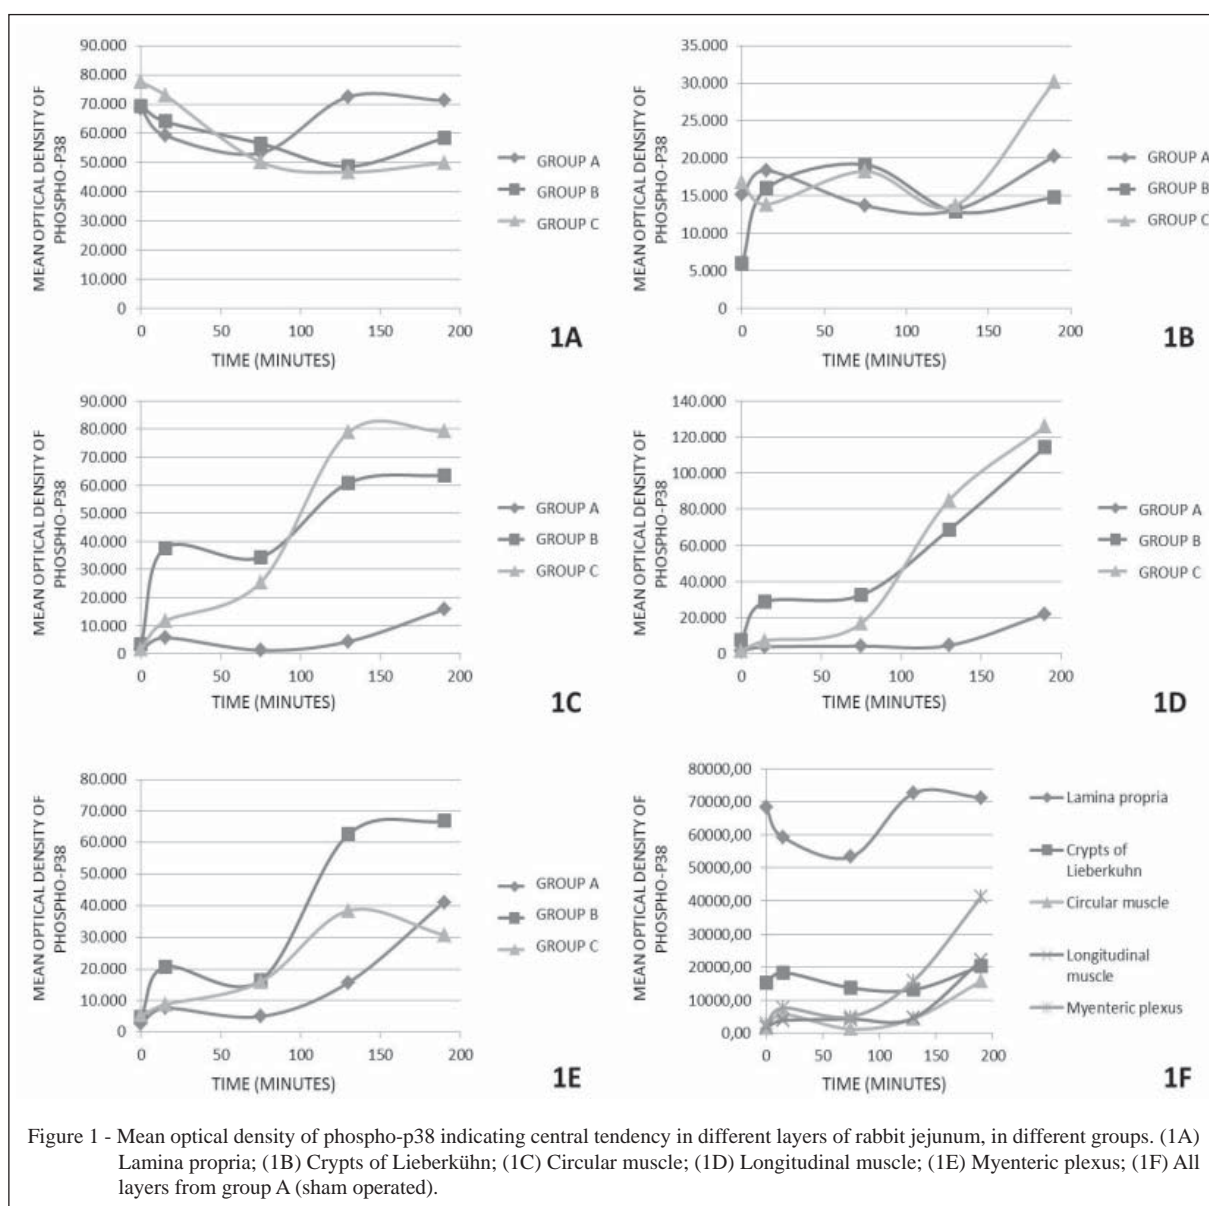 MEAN OPTICAL DENSITY OF
PHOSPHO-P38
90.000
80.000
70.000
60.000
50.000
40.000
30.000
20.000
10.000
0
0 50 100 150 200
TIME (MINUTES)
GROUP A
GROUP B
GROUP C
1A
MEAN OPTICAL DENSITY OF
PHOSPHO-P38
35.000
30.000
25.000
20.000
15.000
10.000
5.000
0
0 50 100 150 200
TIME (MINUTES)
GROUP A
GROUP B
GROUP C
1B
MEAN OPTICAL DENSITY OF
PHOSPHO-P38
90.000
80.000
70.000
60.000
50.000
40.000
30.000
20.000
10.000
0
0 50 100 150 200
TIME (MINUTES)
GROUP A
GROUP B
GROUP C
1C
MEAN OPTICAL DENSITY OF
PHOSPHO-P38
140.000
120.000
100.000
80.000
60.000
40.000
20.000
0
0 50 100 150 200
TIME (MINUTES)
GROUP A
GROUP B
GROUP C
1D
MEAN OPTICAL DENSITY OF
PHOSPHO-P38
80.000
70.000
60.000
50.000
40.000
30.000
20.000
10.000
0
0 50 100 150 200
TIME (MINUTES)
GROUP A
GROUP B
GROUP C
1E
MEAN OPTICAL DENSITY OF
PHOSPHO-P38
80000,00
70000,00
60000,00
50000,00
40000,00
30000,00
20000,00
10000,00
0,00
0 50 100 150 200
TIME (MINUTES)
Lamina propria
Crypts of
Lieberkuhn
Circular muscle
Longitudinal
muscle
Myenteric plexus
1F
Figure 1 - Mean optical density of phospho-p38 indicating central tendency in different layers of rabbit jejunum, in different groups. (1A)
Lamina propria; (1B) Crypts of Lieberkühn; (1C) Circular muscle; (1D) Longitudinal muscle; (1E) Myenteric plexus; (1F) All
layers from group A (sham operated).